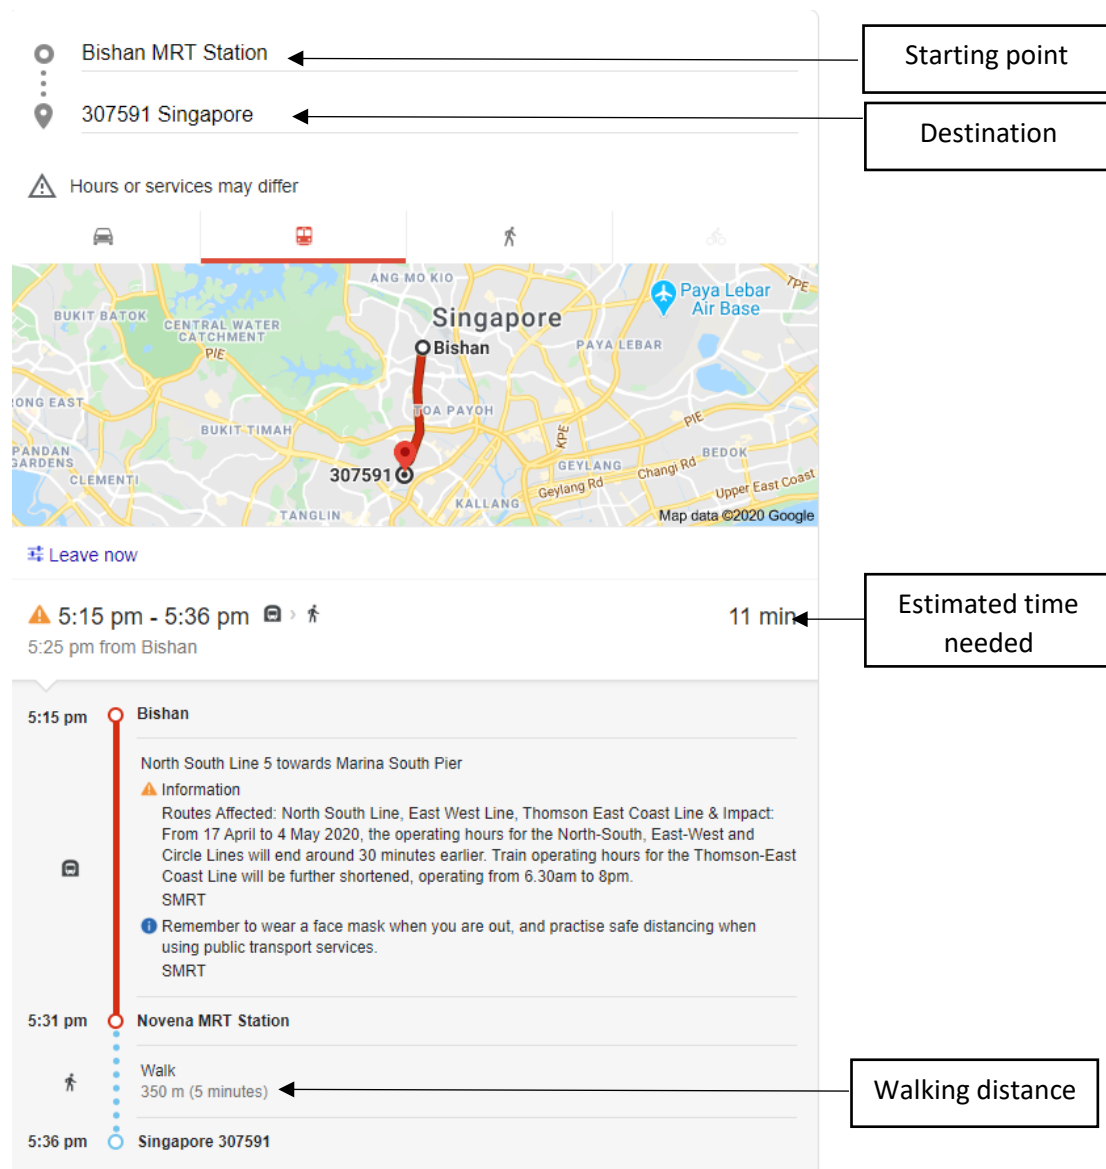 Bishan MRT Station
Starting point
307591 Singapore
Destination
Hours or services may differ
ANG MO KIO
TPE
Paya Lebar
Air Base
BUKIT BATOK
Singapore
CENTRAL WATER
CATCHMENT
PIE
Bishan
PAYA LEBAR
ONG EAST
TOA PAYOH
PIE
BUKIT TIMAH
KPE
PANDAN
GARDENS
BEDOK
307591
GEYLANG
Changi Rd
CLEMENTI
Geylang Rd
Upper East Coast
KALLANG
TANGLIN
Map data ©2020 Google
Leave now
5:15 pm - 5:36 pm
11 min
Estimated time
needed
5:25 pm from Bishan
5:15 pm
Bishan
North South Line 5 towards Marina South Pier
Information
Routes Affected: North South Line, East West Line, Thomson East Coast Line & Impact:
From 17 April to 4 May 2020, the operating hours for the North-South, East-West and
Circle Lines will end around 30 minutes earlier. Train operating hours for the Thomson-East
Coast Line will be further shortened, operating from 6.30am to 8pm.
SMRT
Remember to wear a face mask when you are out, and practise safe distancing when
using public transport services.
SMRT
5:31 pm
Novena MRT Station
Walk
350 m (5 minutes)
Walking distance
5:36 pm
Singapore 307591